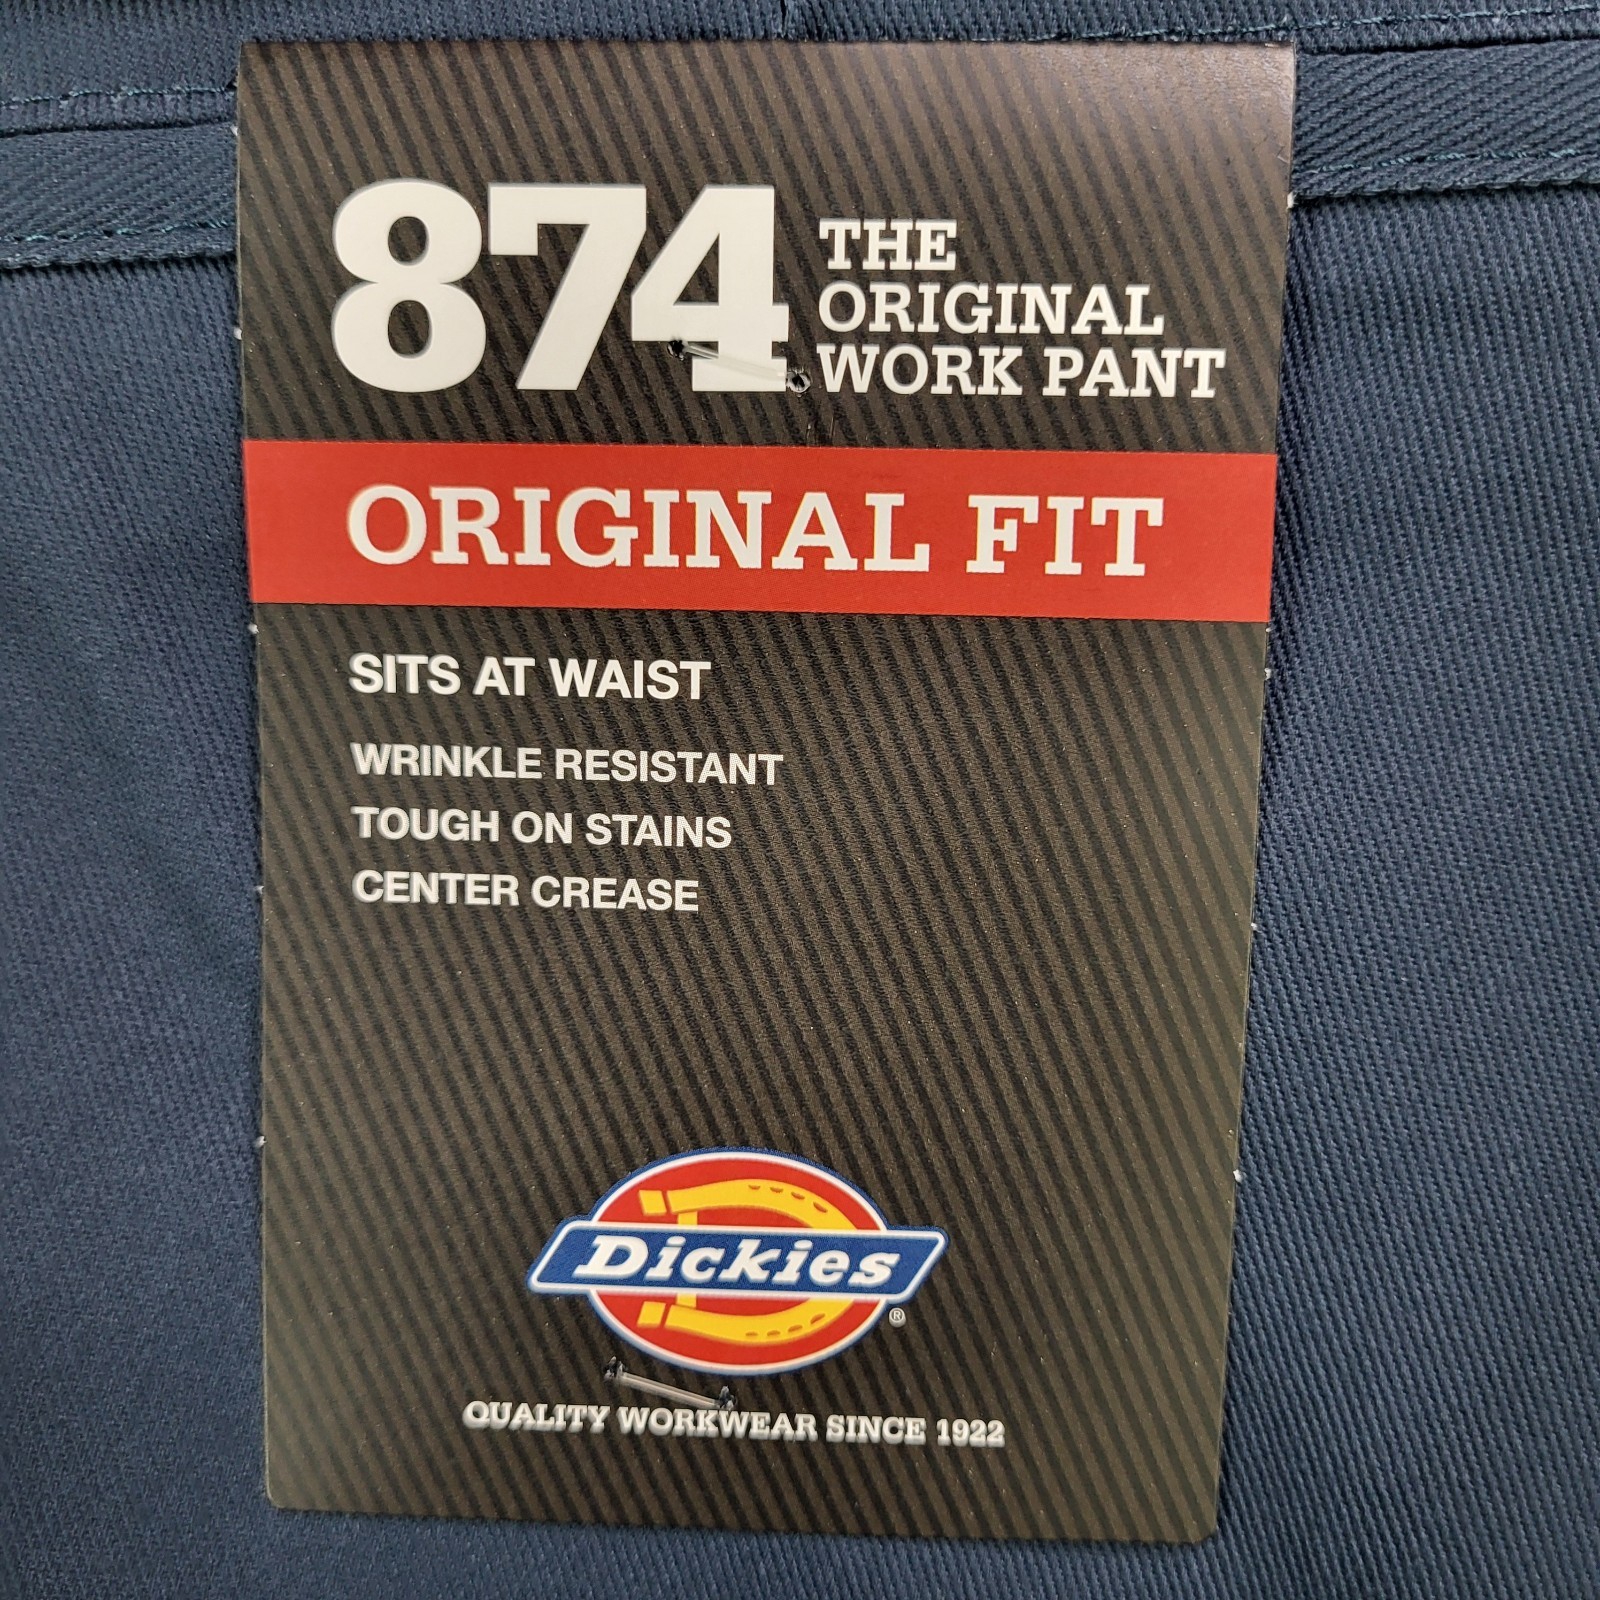 874 THE
ORIGINAL
WORK PANT
ORIGINAL FIT
SITS AT WAIST
WRINKLE RESISTANT
TOUGH ON STAINS
CENTER CREASE
Dickies
®
QUALITY WORKWEAR SINCE 1922